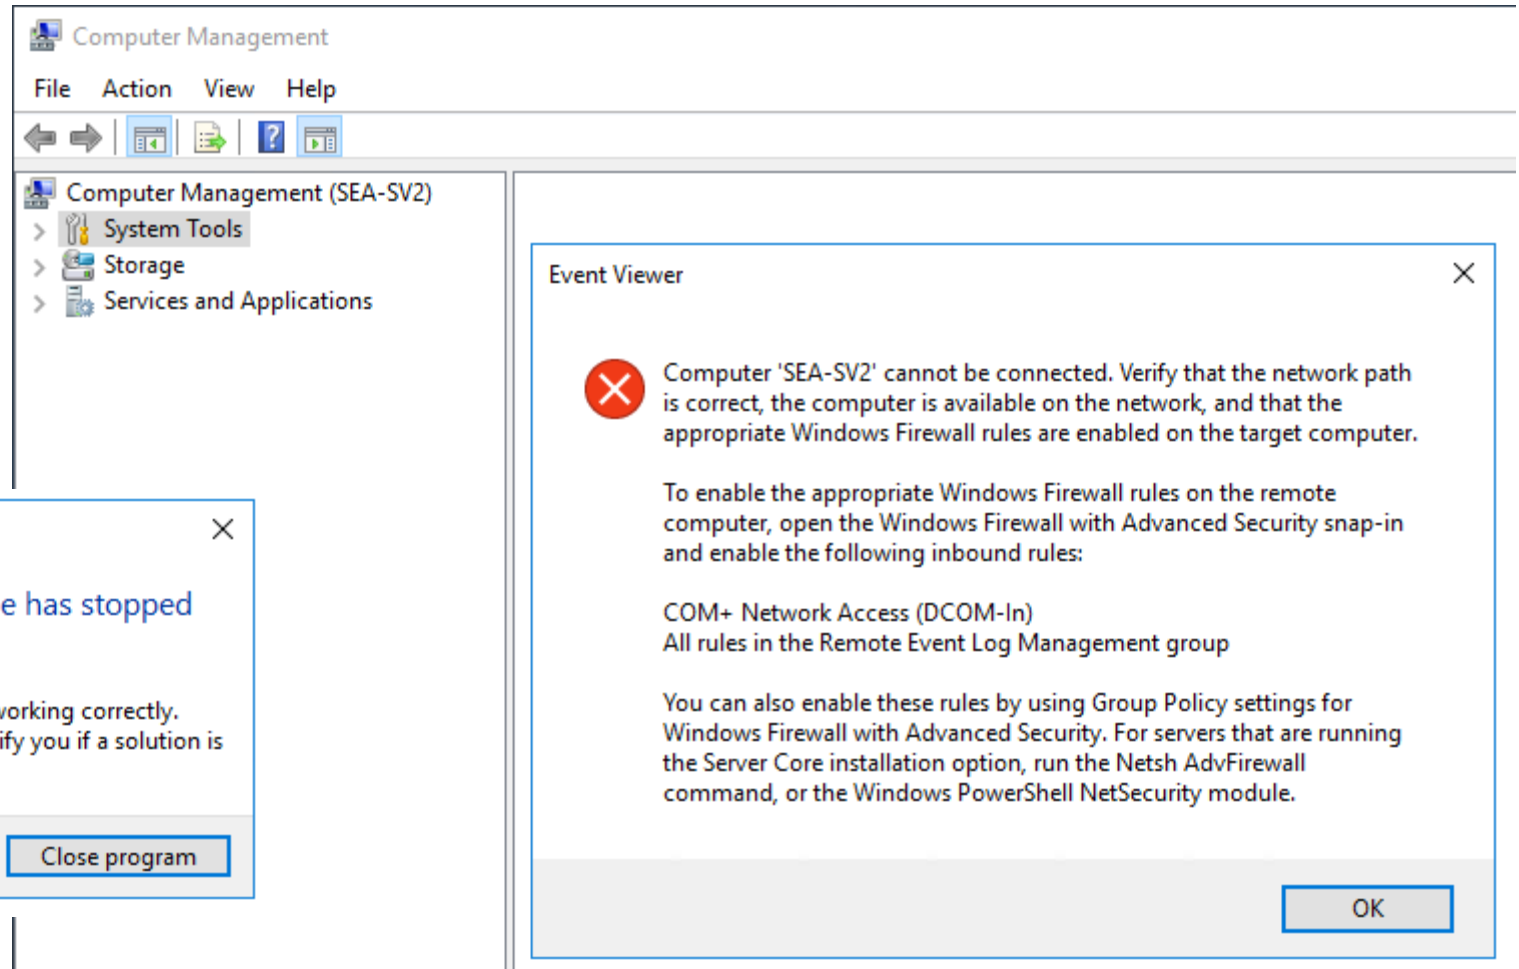 Computer Management
File Action View Help
Computer Management (SEA-SV2)
System Tools
Storage
Services and Applications
Event Viewer
Computer 'SEA-SV2' cannot be connected. Verify that the network path
is correct, the computer is available on the network, and that the
appropriate Windows Firewall rules are enabled on the target computer.
To enable the appropriate Windows Firewall rules on the remote
computer, open the Windows Firewall with Advanced Security snap-in
and enable the following inbound rules:
COM+ Network Access (DCOM-In)
All rules in the Remote Event Log Management group
You can also enable these rules by using Group Policy settings for
Windows Firewall with Advanced Security. For servers that are running
the Server Core installation option, run the Netsh AdvFirewall
command, or the Windows PowerShell NetSecurity module.
OK
e has stopped
working correctly.
ify you if a solution is
Close program